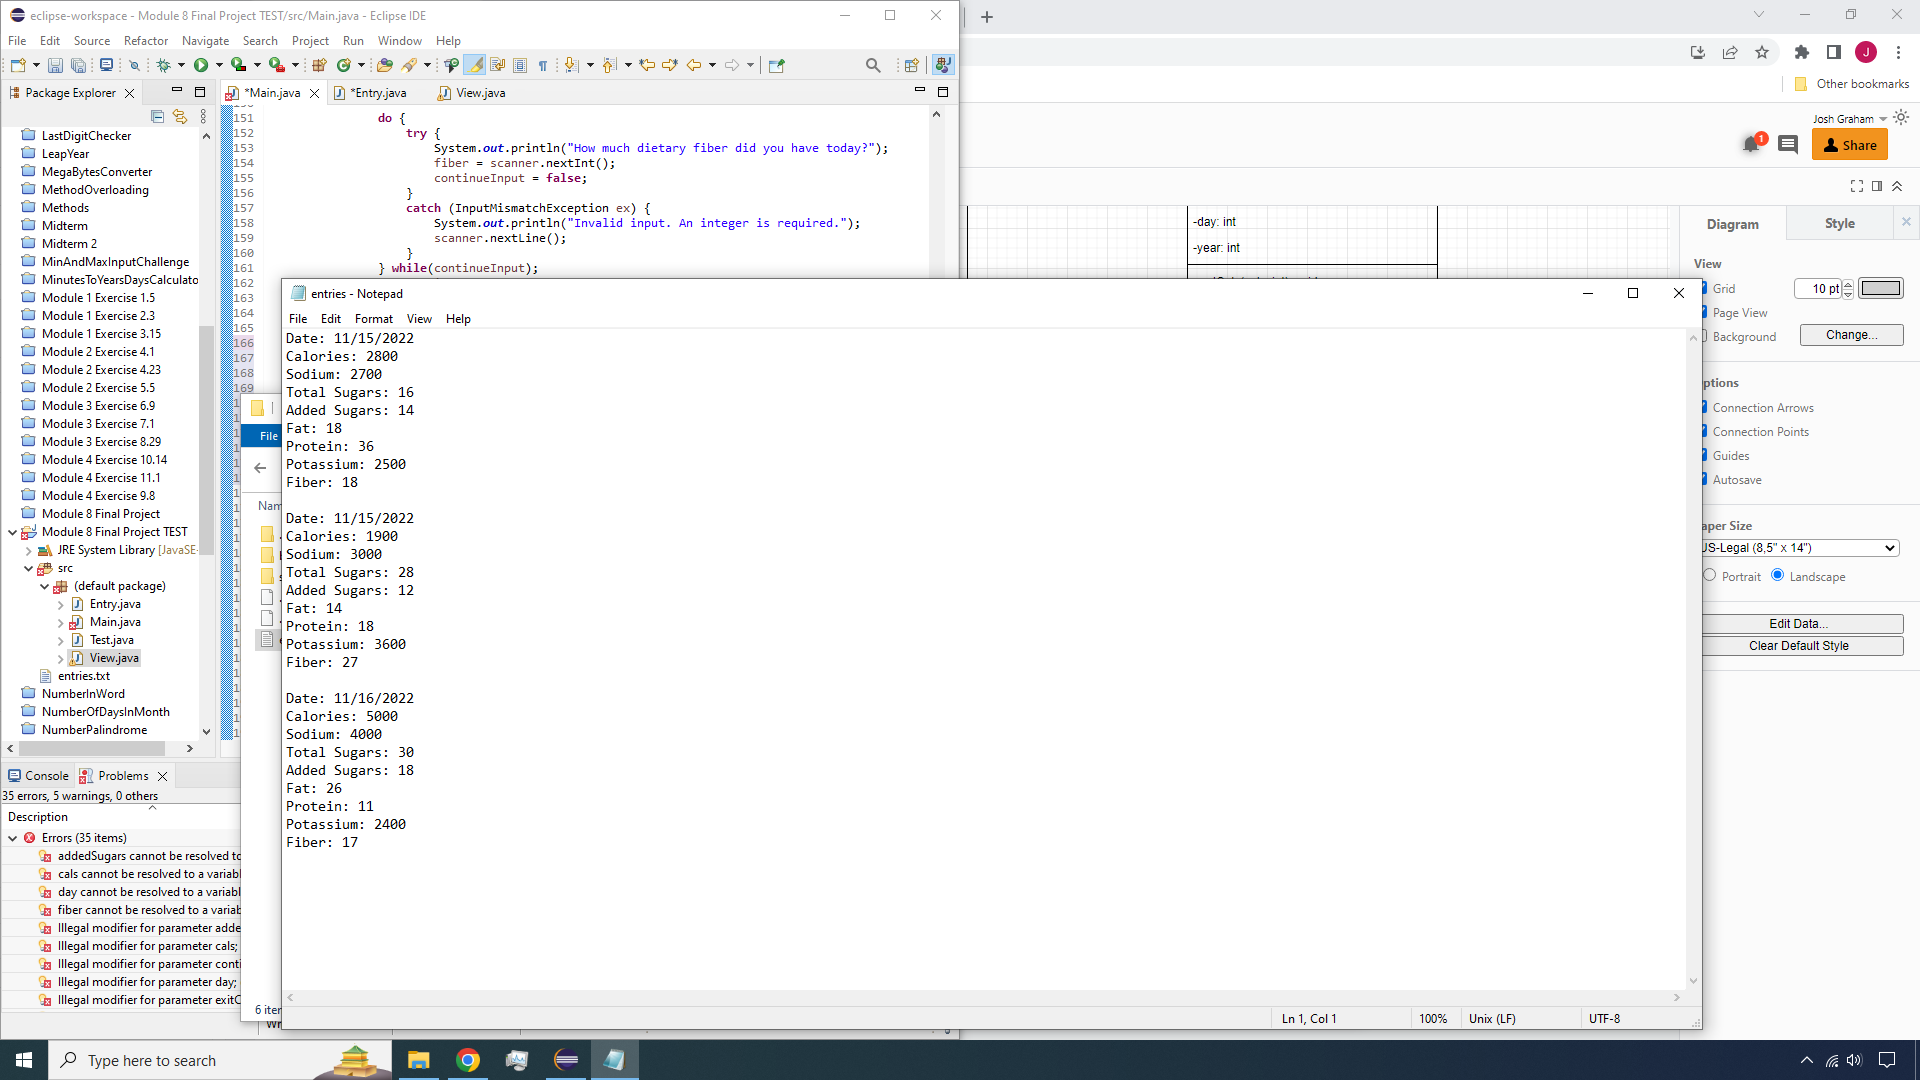 eclipse-workspace - Module 8 Final Project TEST/src/Main.java - Eclipse IDE
File Edit Source Refactor Navigate Search Project Run Window Help
Package Explorer
*Main.java
*Entry.java
View.java
LastDigitChecker
LeapYear
MegaBytesConverter
MethodOverloading
Methods
Midterm
Midterm 2
MinAndMaxInputChallenge
MinutesToYearsDaysCalculato
Module 1 Exercise 1.5
Module 1 Exercise 2.3
Module 1 Exercise 3.15
Module 2 Exercise 4.1
Module 2 Exercise 4.23
Module 2 Exercise 5.5
Module 3 Exercise 6.9
Module 3 Exercise 7.1
Module 3 Exercise 8.29
Module 4 Exercise 10.14
Module 4 Exercise 11.1
Module 4 Exercise 9.8
Module 8 Final Project
Module 8 Final Project TEST
JRE System Library [JavaSE-
src
(default package)
Entry.java
Main.java
Test.java
View.java
entries.txt
NumberInWord
NumberOfDaysInMonth
NumberPalindrome
151 do {
152 try {
153 System.out.println("How much dietary fiber did you have today?");
154 fiber = scanner.nextInt();
155 continueInput = false;
156 }
157 catch (InputMismatchException ex) {
158 System.out.println("Invalid input. An integer is required.");
159 scanner.nextLine();
160 }
161 } while(continueInput);
162
163
164
165
166
167
168
169
Console
Problems
35 errors, 5 warnings, 0 others
Description
Errors (35 items)
addedSugars cannot be resolved to
cals cannot be resolved to a variabl
day cannot be resolved to a variabl
fiber cannot be resolved to a variab
Illegal modifier for parameter adde
Illegal modifier for parameter cals;
Illegal modifier for parameter conti
Illegal modifier for parameter day;
Illegal modifier for parameter exitC
File
Nam
6 iter
entries - Notepad
File Edit Format View Help
Date: 11/15/2022
Calories: 2800
Sodium: 2700
Total Sugars: 16
Added Sugars: 14
Fat: 18
Protein: 36
Potassium: 2500
Fiber: 18
Date: 11/15/2022
Calories: 1900
Sodium: 3000
Total Sugars: 28
Added Sugars: 12
Fat: 14
Protein: 18
Potassium: 3600
Fiber: 27
Date: 11/16/2022
Calories: 5000
Sodium: 4000
Total Sugars: 30
Added Sugars: 18
Fat: 26
Protein: 11
Potassium: 2400
Fiber: 17
Ln 1, Col 1 100% Unix (LF) UTF-8
J
Other bookmarks
Josh Graham
1
Share
-day: int
-year: int
Diagram
Style
View
Grid
10 pt
Page View
Background
Change...
ptions
Connection Arrows
Connection Points
Guides
Autosave
aper Size
US-Legal (8,5" x 14")
Portrait
Landscape
Edit Data...
Clear Default Style
Type here to search